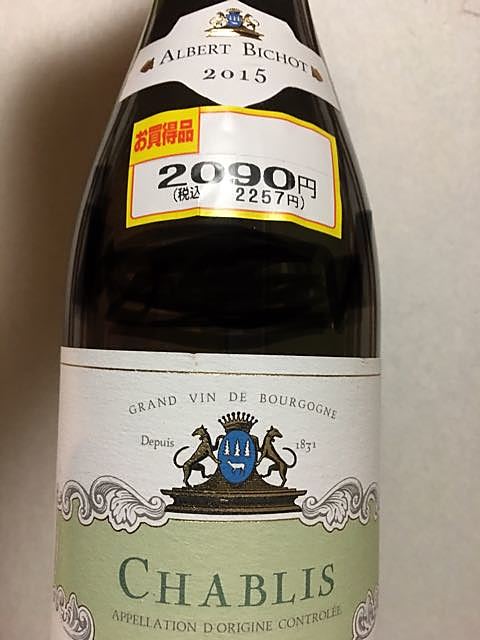 ALBERT BICHOT
2015
お買得品
2090円
(税込 2257円)
GRAND VIN DE BOURGOGNE
Depuis 1831
CHABLIS
APPELLATION D'ORIGINE CONTROLÉE